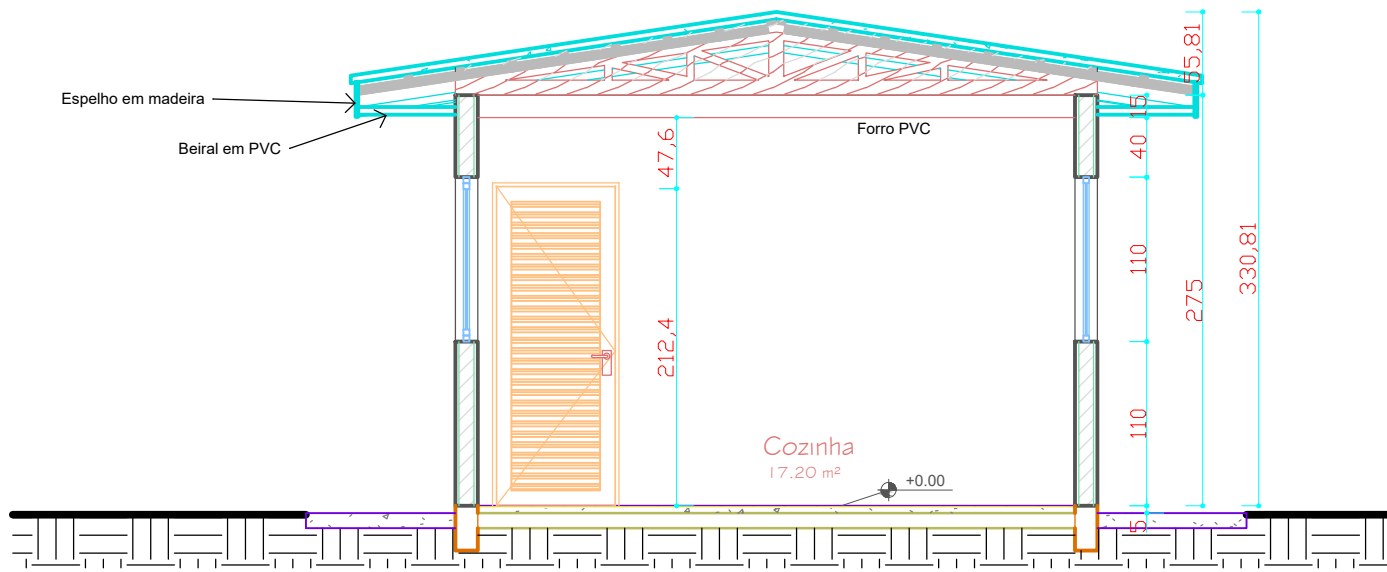 55,81
Espelho em madeira
15
Forro PVC
Beiral em PVC
47,6
40
330,81
110
275
212,4
110
Cozinha
17.20 m²
+0.00
5